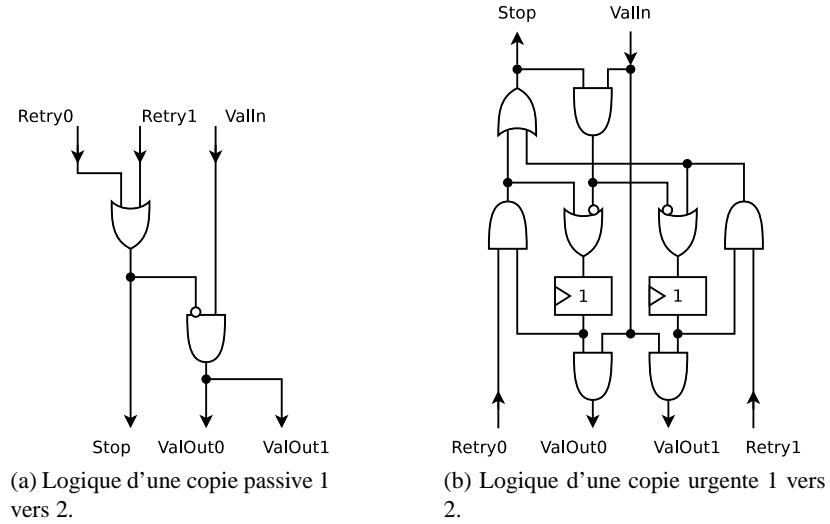 Retry0
Retry1
ValIn
Stop
ValOut0
ValOut1
(a) Logique d'une copie passive 1
vers 2.
Stop
ValIn
1
1
Retry0
ValOut0
ValOut1
Retry1
(b) Logique d'une copie urgente 1 vers
2.